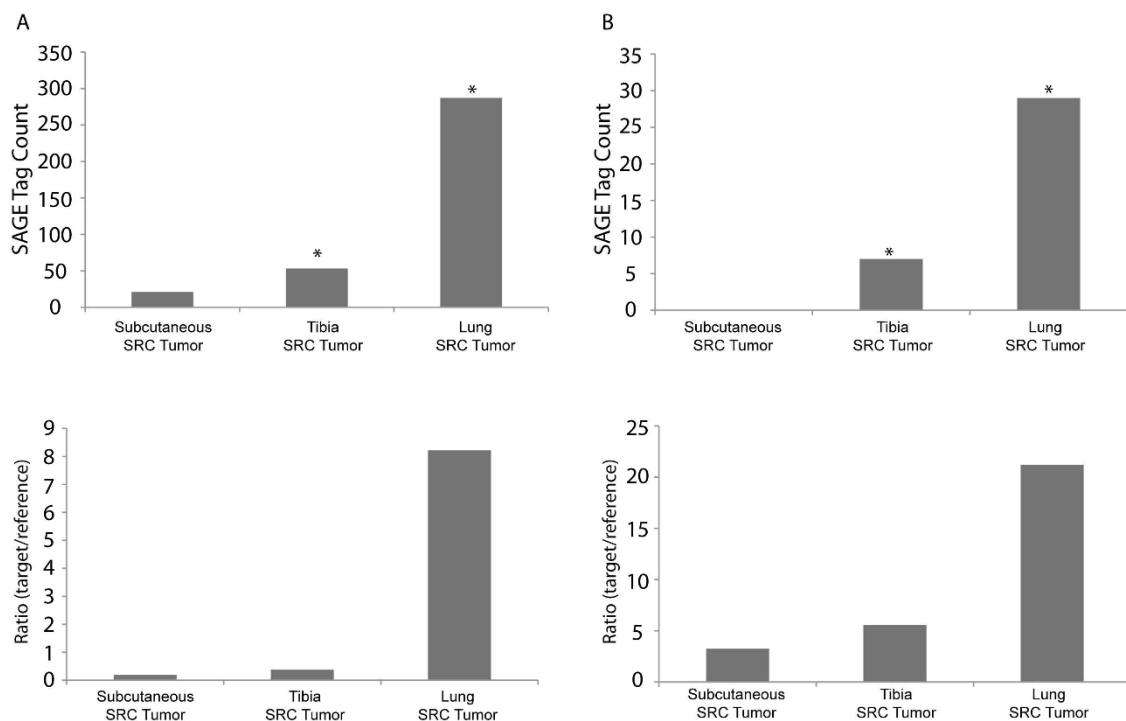 A
350
300
250
200
150
100
50
0
SAGE Tag Count
*
*
Subcutaneous
SRC Tumor
Tibia
SRC Tumor
Lung
SRC Tumor
B
35
30
25
20
15
10
5
0
SAGE Tag Count
*
*
Subcutaneous
SRC Tumor
Tibia
SRC Tumor
Lung
SRC Tumor
9
8
7
6
5
4
3
2
1
0
Ratio (target/reference)
Subcutaneous
SRC Tumor
Tibia
SRC Tumor
Lung
SRC Tumor
25
20
15
10
5
0
Ratio (target/reference)
Subcutaneous
SRC Tumor
Tibia
SRC Tumor
Lung
SRC Tumor